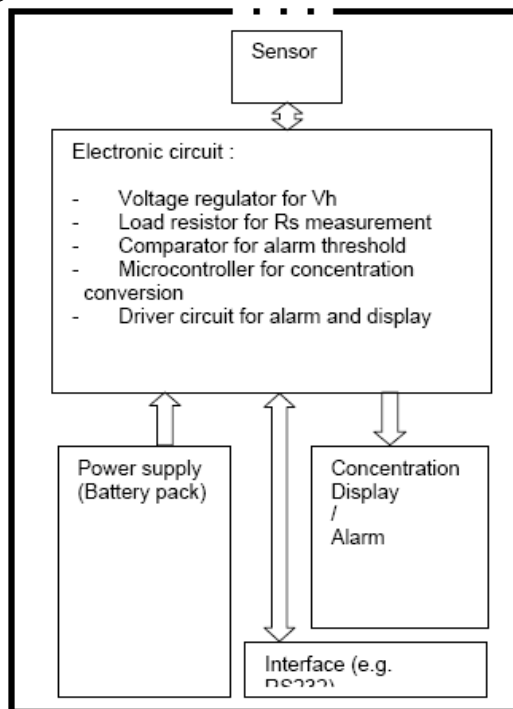 Sensor
Electronic circuit :
- Voltage regulator for Vh
- Load resistor for Rs measurement
- Comparator for alarm threshold
- Microcontroller for concentration
conversion
- Driver circuit for alarm and display
Power supply
(Battery pack)
Concentration
Display
/
Alarm
Interface (e.g.
RS232)